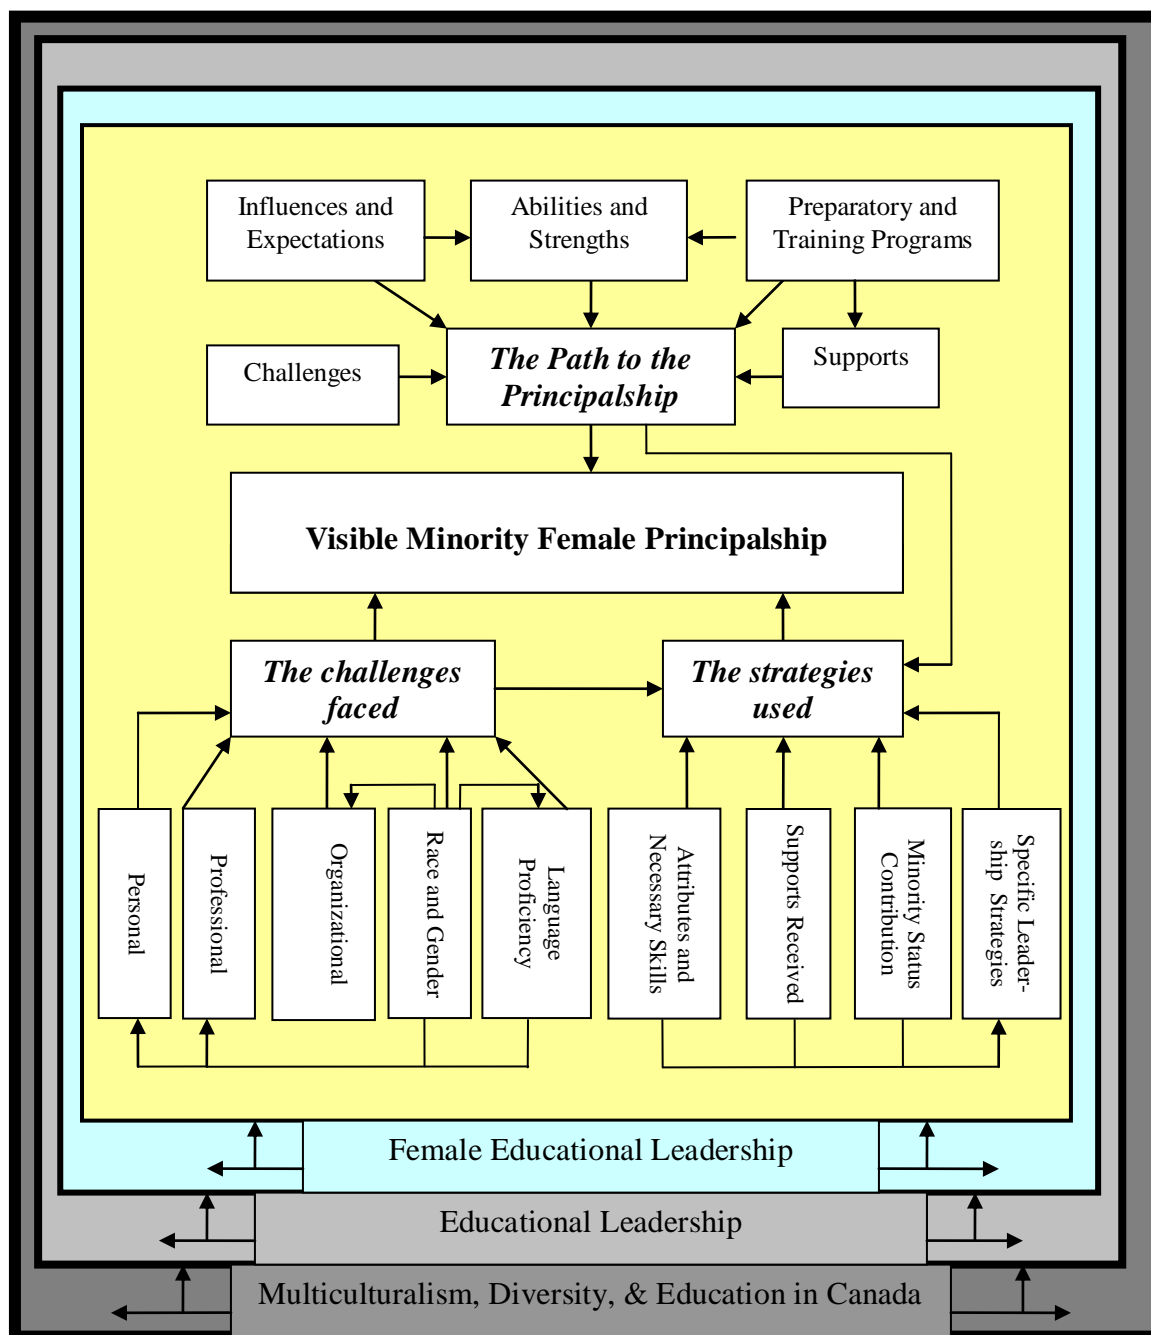 Influences and
Expectations
Abilities and
Strengths
Preparatory and
Training Programs
Challenges
The Path to the
Principalship
Supports
Visible Minority Female Principalship
The challenges
faced
The strategies
used
Personal
Professional
Organizational
Race and Gender
Language
Proficiency
Attributes and
Necessary Skills
Supports Received
Minority Status
Contribution
Specific Leader-
ship Strategies
Female Educational Leadership
Educational Leadership
Multiculturalism, Diversity, & Education in Canada